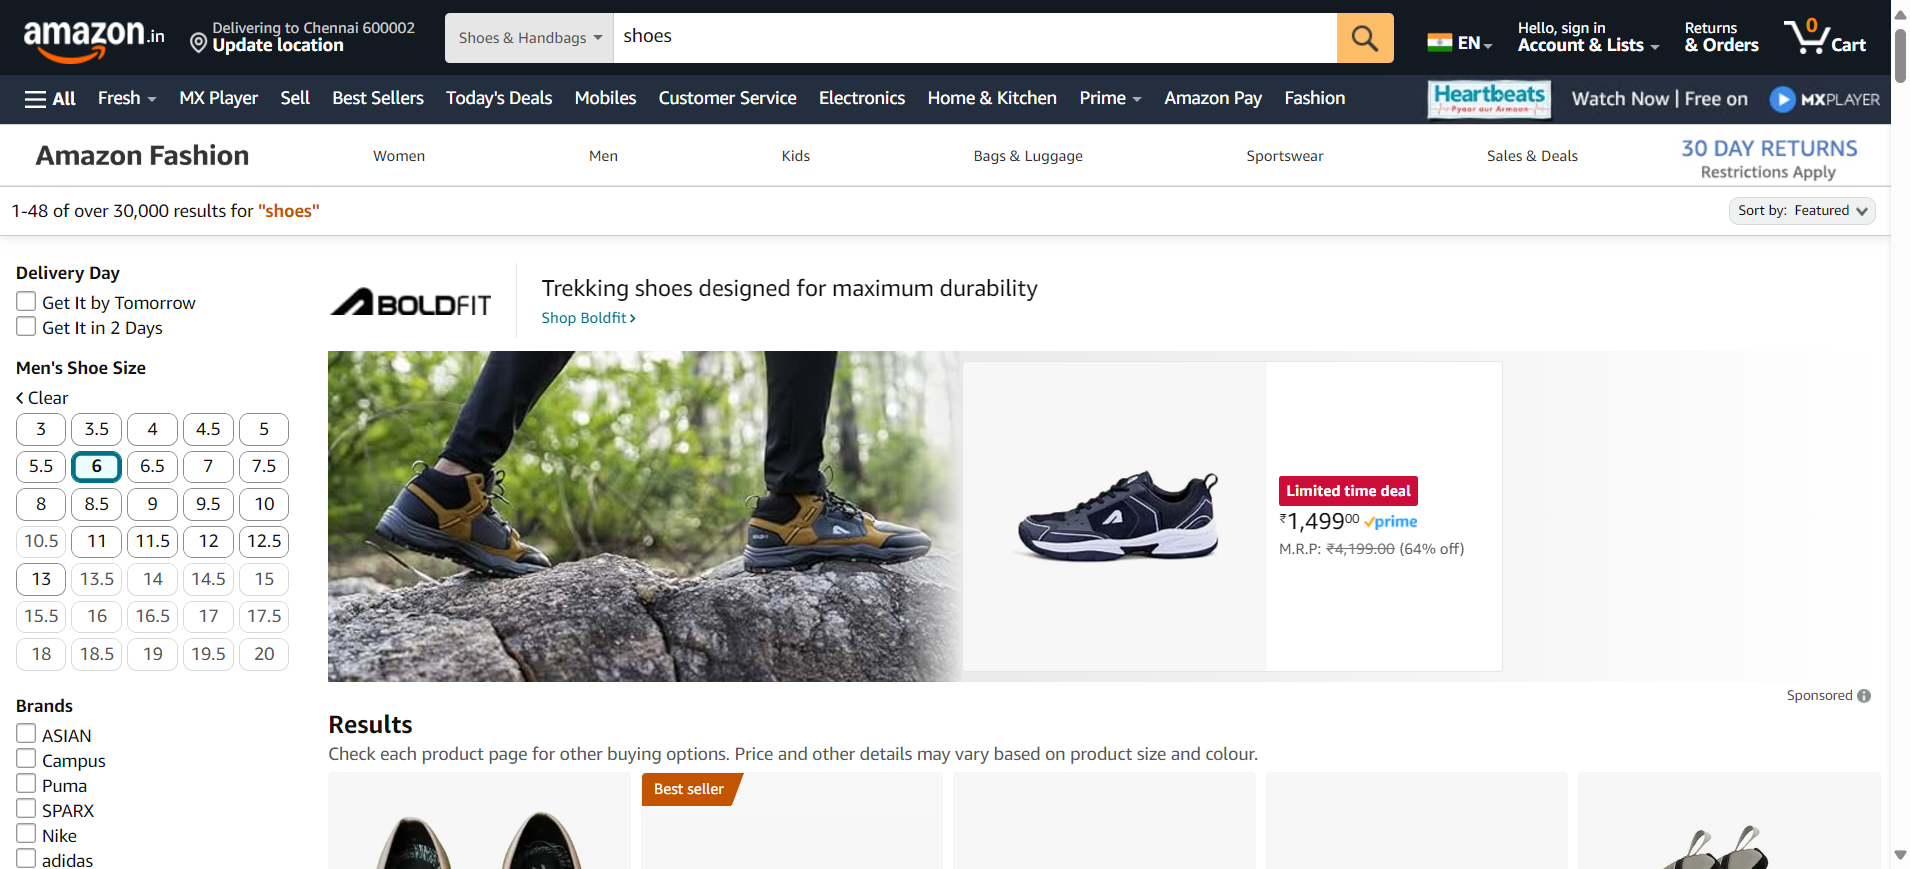 amazon.in
Delivering to Chennai 600002
Update location
Shoes & Handbags
shoes
EN
Hello, sign in
Account & Lists
Returns
& Orders
0
Cart
All
Fresh
MX Player
Sell
Best Sellers
Today's Deals
Mobiles
Customer Service
Electronics
Home & Kitchen
Prime
Amazon Pay
Fashion
Heartbeats
Pyaar aur Armaan
Watch Now | Free on
MXPLAYER
Amazon Fashion
Women
Men
Kids
Bags & Luggage
Sportswear
Sales & Deals
30 DAY RETURNS
Restrictions Apply
1-48 of over 30,000 results for "shoes"
Sort by: Featured
Delivery Day
Get It by Tomorrow
Get It in 2 Days
Men's Shoe Size
Clear
3 3.5 4 4.5 5
5.5 6 6.5 7 7.5
8 8.5 9 9.5 10
10.5 11 11.5 12 12.5
13 13.5 14 14.5 15
15.5 16 16.5 17 17.5
18 18.5 19 19.5 20
Brands
ASIAN
Campus
Puma
SPARX
Nike
adidas
BOLDFIT
Trekking shoes designed for maximum durability
Shop Boldfit
BOLDFIT
Limited time deal
₹1,49900 prime
M.R.P: ₹4,199.00 (64% off)
Sponsored
Results
Check each product page for other buying options. Price and other details may vary based on product size and colour.
Best seller